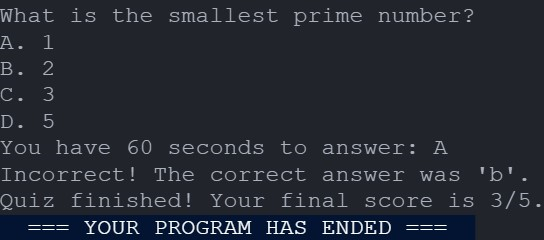 What is the smallest prime number?
A. 1
B. 2
C. 3
D. 5
You have 60 seconds to answer: A
Incorrect! The correct answer was 'b'.
Quiz finished! Your final score is 3/5.
=== YOUR PROGRAM HAS ENDED ===